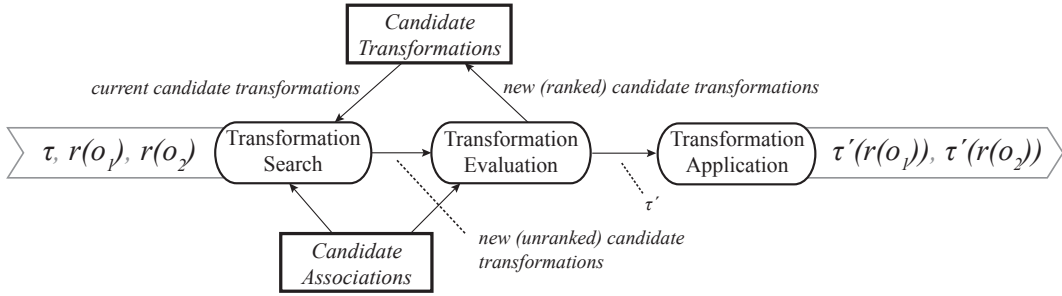 Candidate
Transformations
current candidate transformations
new (ranked) candidate transformations
τ, r(o₁), r(o₂)
Transformation
Search
Transformation
Evaluation
Transformation
Application
τ′(r(o₁)), τ′(r(o₂))
τ′
Candidate
Associations
new (unranked) candidate
transformations